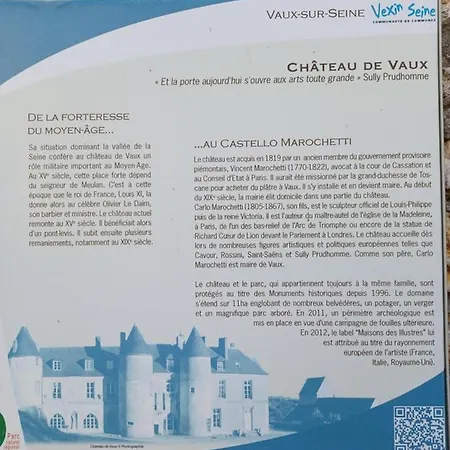 VAUX-SUR-SEINE
Vexin Seine
COMMUNAUTÉ DE COMMUNES
CHÂTEAU DE VAUX
« Et la porte aujourd'hui s'ouvre aux arts toute grande » Sully Prudhomme
DE LA FORTERESSE
DU MOYEN-ÂGE...
Sa situation dominant la vallée de la
Seine confère au château de Vaux un
rôle militaire important au Moyen-Age.
Au XVᵉ siècle, cette place forte dépend
du seigneur de Meulan. C'est à cette
époque que le roi de France, Louis XI, la
donne alors au célèbre Olivier Le Daim,
son barbier et ministre. Le château actuel
remonte au XVᵉ siècle. Il bénéficiait alors
d'un pont-levis. Il subit ensuite plusieurs
remaniements, notamment au XIXᵉ siècle.
...AU CASTELLO MAROCHETTI
Le château est acquis en 1819 par un ancien membre du gouvernement provisoire
piémontais, Vincent Marochetti (1770-1822), avocat à la cour de Cassation et
au Conseil d'Etat à Paris. Il aurait été missionné par la grand-duchesse de Tos-
cane pour acheter du plâtre à Vaux. Il s'y installe et en devient maire. Au début
du XIXᵉ siècle, la mairie élit domicile dans une partie du château.
Carlo Marochetti (1805-1867), son fils, est le sculpteur officiel de Louis-Philippe
puis de la reine Victoria. Il est l'auteur du maître-autel de l'église de la Madeleine,
à Paris, de l'un des bas-relief de l'Arc de Triomphe ou encore de la statue de
Richard Cœur de Lion devant le Parlement à Londres. Le château accueille dès
lors de nombreuses figures artistiques et politiques européennes telles que
Cavour, Rossini, Saint-Saëns et Sully Prudhomme. Comme son père, Carlo
Marochetti est maire de Vaux.
Le château et le parc, qui appartiennent toujours à la même famille, sont
protégés au titre des Monuments historiques depuis 1996. Le domaine
s'étend sur 11ha englobant de nombreux belvédères, un potager, un verger
et un magnifique parc arboré. En 2011, un périmètre archéologique est
mis en place en vue d'une campagne de fouilles ultérieure.
En 2012, le label "Maisons des Illustres" lui
est attribué au titre du rayonnement
européen de l'artiste (France,
Italie, Royaume-Uni).
Parc
naturel
régional
Château de Vaux © Photographie